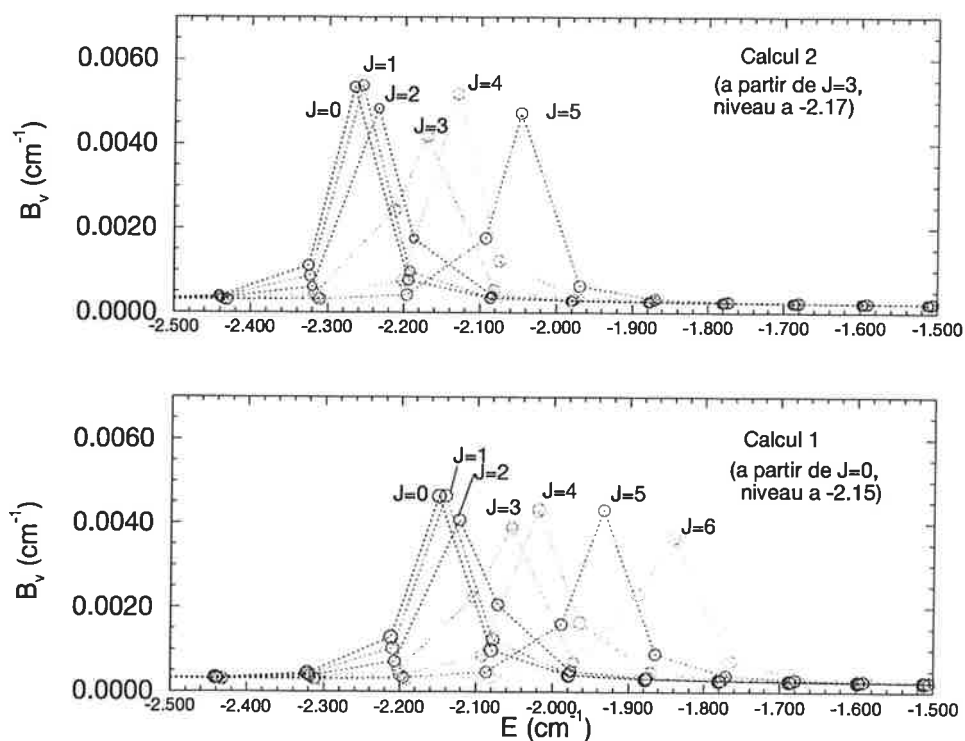 0.0060
0.0040
0.0020
0.0000
B_v (cm^-1)
J=0
J=1
J=2
J=3
J=4
J=5
Calcul 2
(a partir de J=3,
niveau a -2.17)
-2.500 -2.400 -2.300 -2.200 -2.100 -2.000 -1.900 -1.800 -1.700 -1.600 -1.500
0.0060
0.0040
0.0020
0.0000
B_v (cm^-1)
J=0
J=1
J=2
J=3
J=4
J=5
J=6
Calcul 1
(a partir de J=0,
niveau a -2.15)
-2.500 -2.400 -2.300 -2.200 -2.100 -2.000 -1.900 -1.800 -1.700 -1.600 -1.500
E (cm^-1)